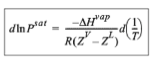 d ln P^sat = −ΔH^vap / R(Z^V − Z^L) d(1/T)